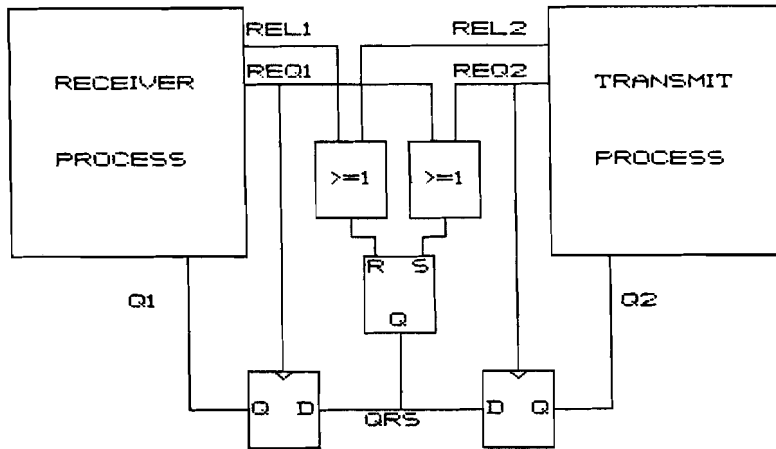 REL1
REL2
RECEIVER
PROCESS
REQ1
REQ2
TRANSMIT
PROCESS
>=1
>=1
R S
Q
Q1
Q2
Q D
QRS
D Q